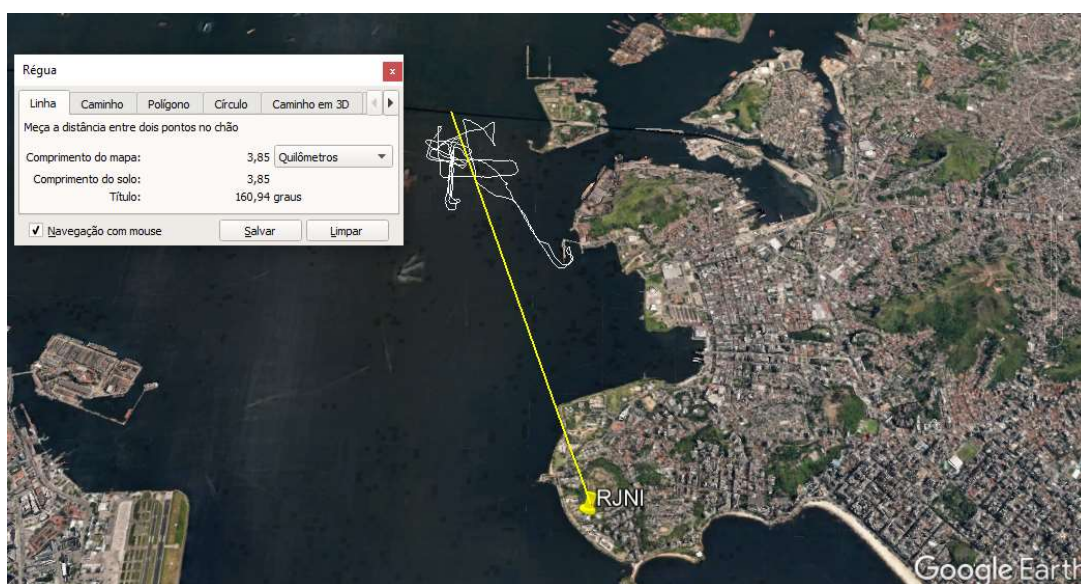 Régua
x
Linha Caminho Polígono Círculo Caminho em 3D
Meça a distância entre dois pontos no chão
Comprimento do mapa: 3,85 Quilômetros
Comprimento do solo: 3,85
Título: 160,94 graus
Navegação com mouse Salvar Limpar
RJNI
Google Earth